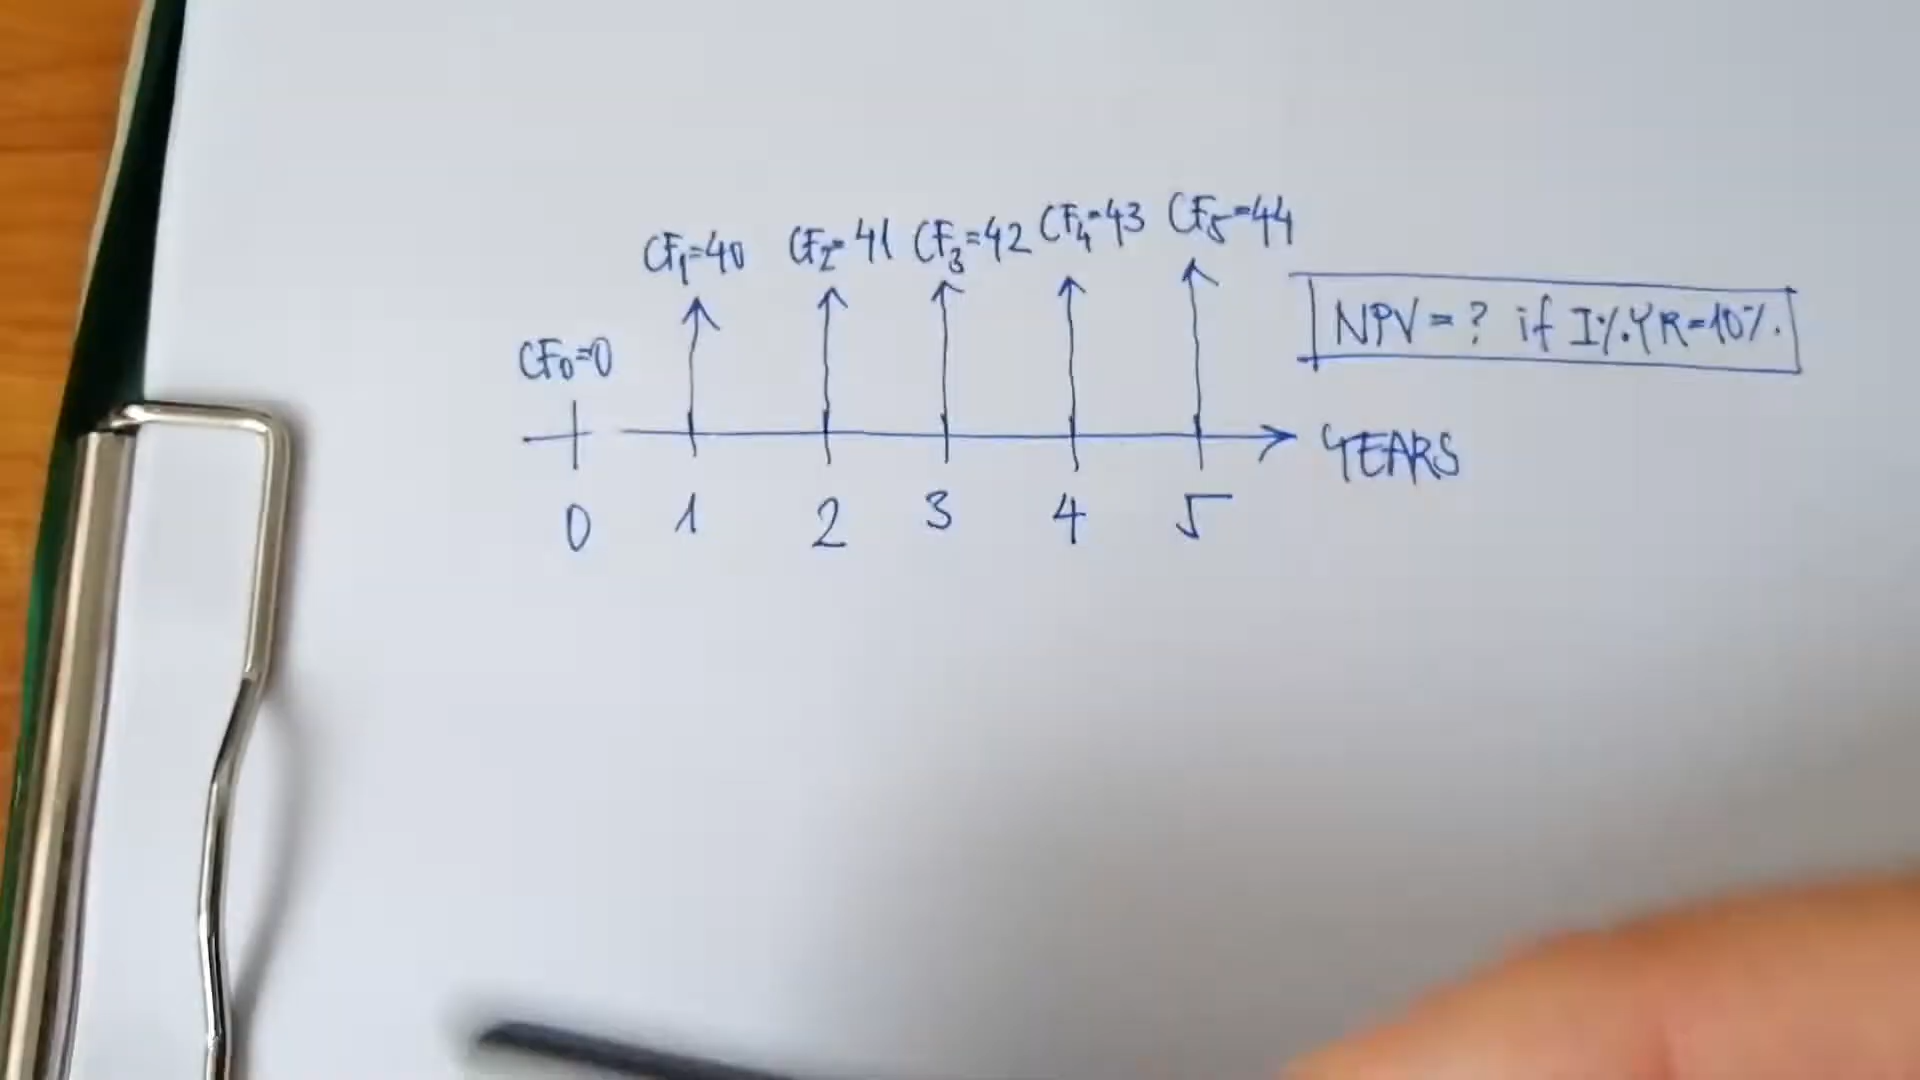 CF0=0
CF1=40
CF2=41
CF3=42
CF4=43
CF5=44
NPV=? if I%YR=10%.
YEARS
0 1 2 3 4 5